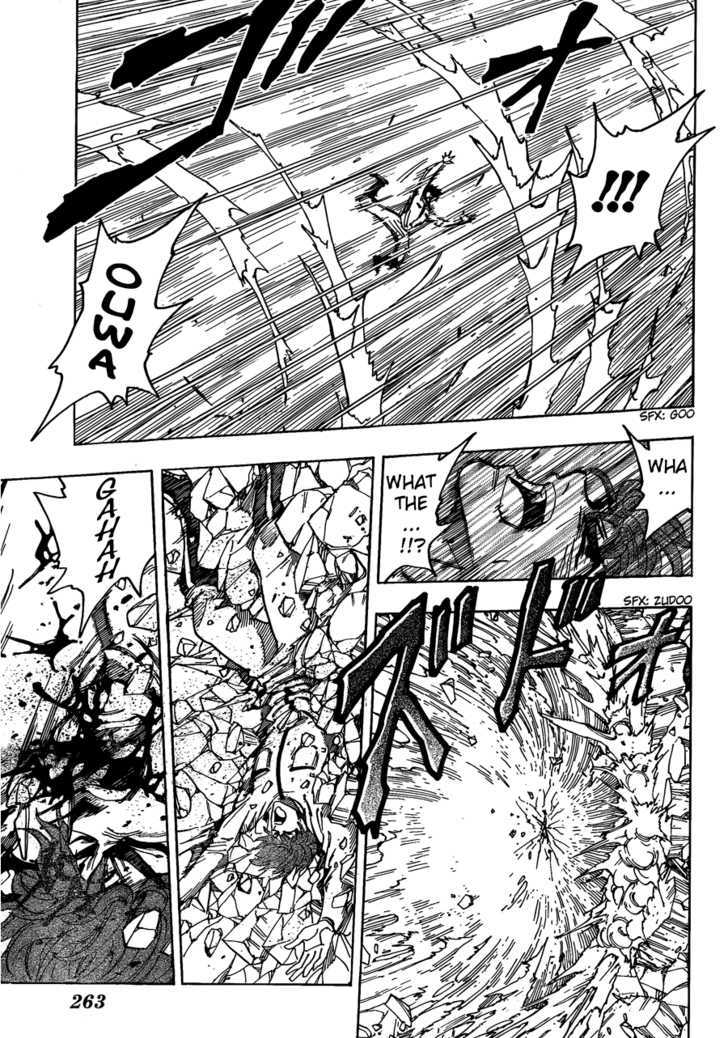 ゴオ
!!!
OUWA
SFX: GOO
WHA
...
WHAT
THE
...
!!?
SFX: ZUDOO
ズドオ
GAHAH
263